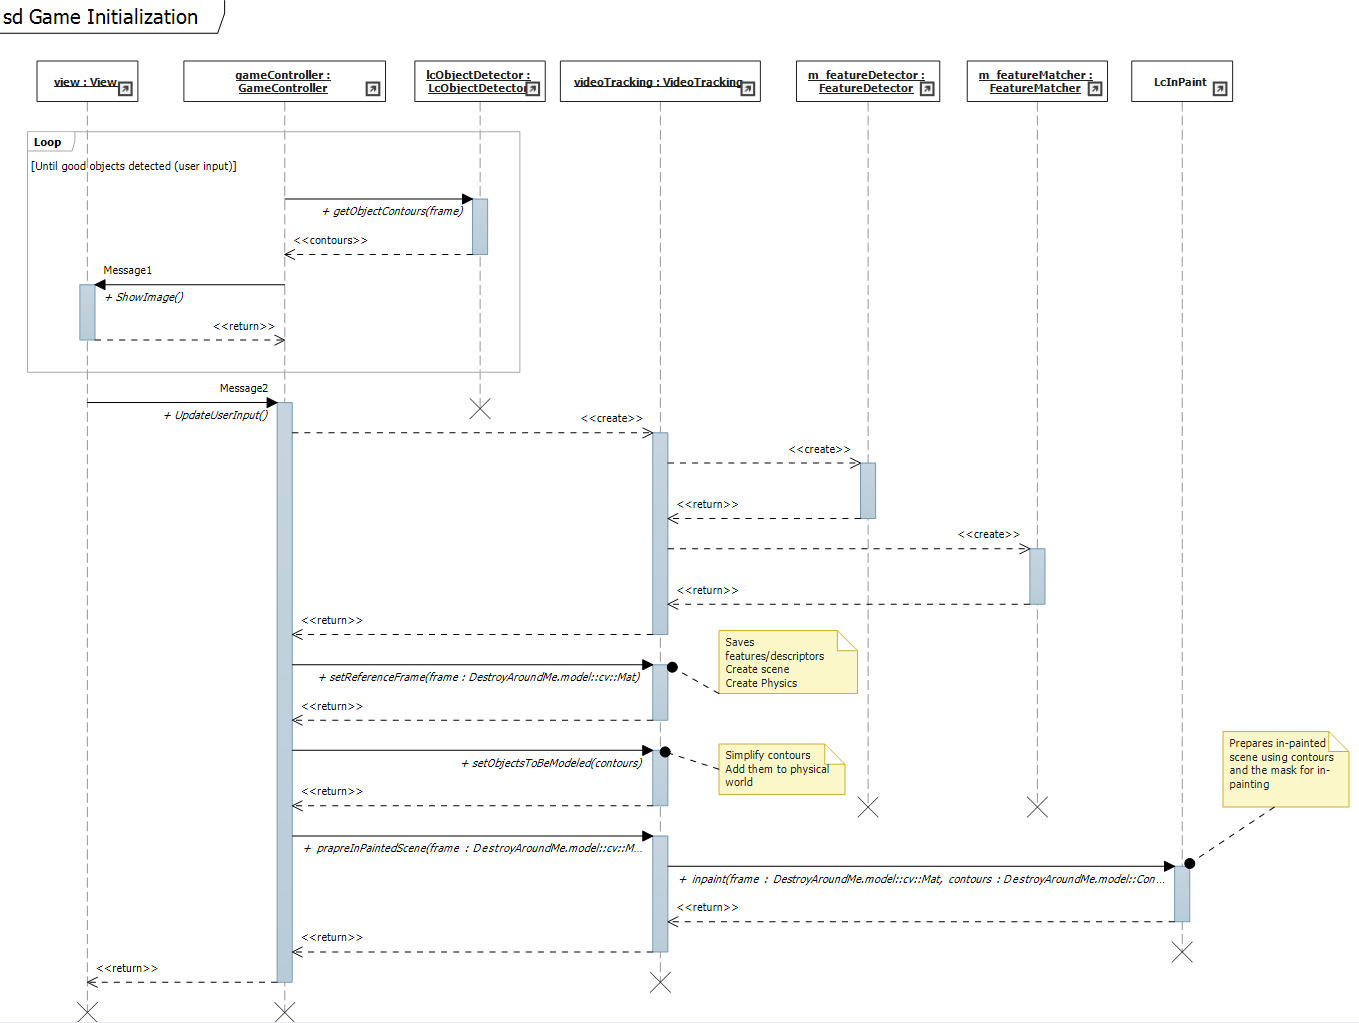 sd Game Initialization
view : View
gameController :
GameController
lcObjectDetector :
LcObjectDetector
videoTracking : VideoTracking
m_featureDetector :
FeatureDetector
m_featureMatcher :
FeatureMatcher
LcInPaint
Loop
[Until good objects detected (user input)]
+ getObjectContours(frame)
<<contours>>
Message1
+ ShowImage()
<<return>>
Message2
+ UpdateUserInput()
<<create>>
<<create>>
<<return>>
<<create>>
<<return>>
<<return>>
Saves
features/descriptors
Create scene
Create Physics
+ setReferenceFrame(frame : DestroyAroundMe.model::cv::Mat)
<<return>>
+ setObjectsToBeModeled(contours)
Simplify contours
Add them to physical
world
Prepares in-painted
scene using contours
and the mask for in-
painting
<<return>>
+ prapreInPaintedScene(frame : DestroyAroundMe.model::cv::M...
+ inpaint(frame : DestroyAroundMe.model::cv::Mat, contours : DestroyAroundMe.model::Con...
<<return>>
<<return>>
<<return>>